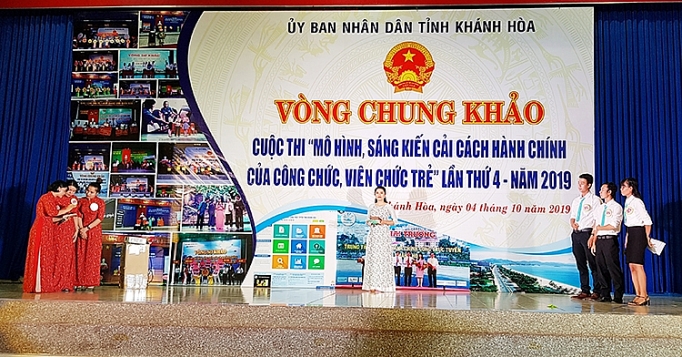 ỦY BAN NHÂN DÂN TỈNH KHÁNH HÒA
VÒNG CHUNG KHẢO
CUỘC THI "MÔ HÌNH, SÁNG KIẾN CẢI CÁCH HÀNH CHÍNH
CỦA CÔNG CHỨC, VIÊN CHỨC TRẺ" LẦN THỨ 4 - NĂM 2019
ánh Hòa, ngày 04 tháng 10 năm 2019
TRƯƠNG